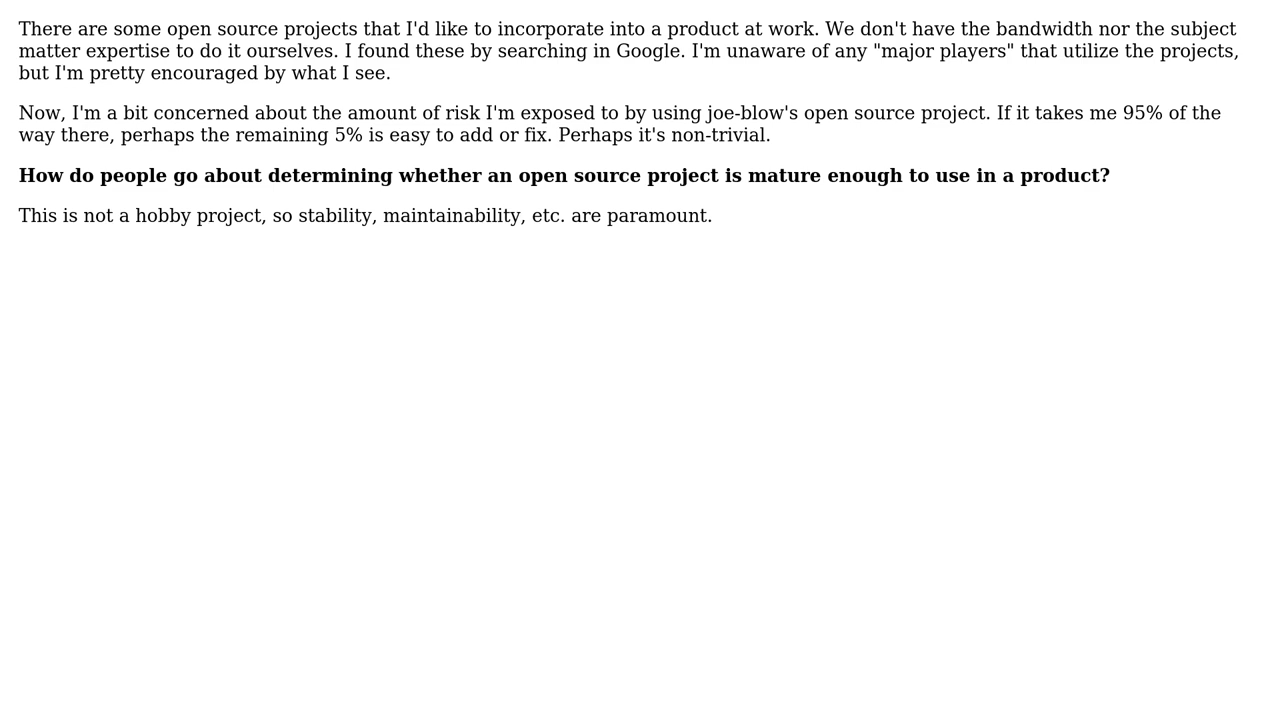 There are some open source projects that I'd like to incorporate into a product at work. We don't have the bandwidth nor the subject
matter expertise to do it ourselves. I found these by searching in Google. I'm unaware of any "major players" that utilize the projects,
but I'm pretty encouraged by what I see.
Now, I'm a bit concerned about the amount of risk I'm exposed to by using joe-blow's open source project. If it takes me 95% of the
way there, perhaps the remaining 5% is easy to add or fix. Perhaps it's non-trivial.
How do people go about determining whether an open source project is mature enough to use in a product?
This is not a hobby project, so stability, maintainability, etc. are paramount.